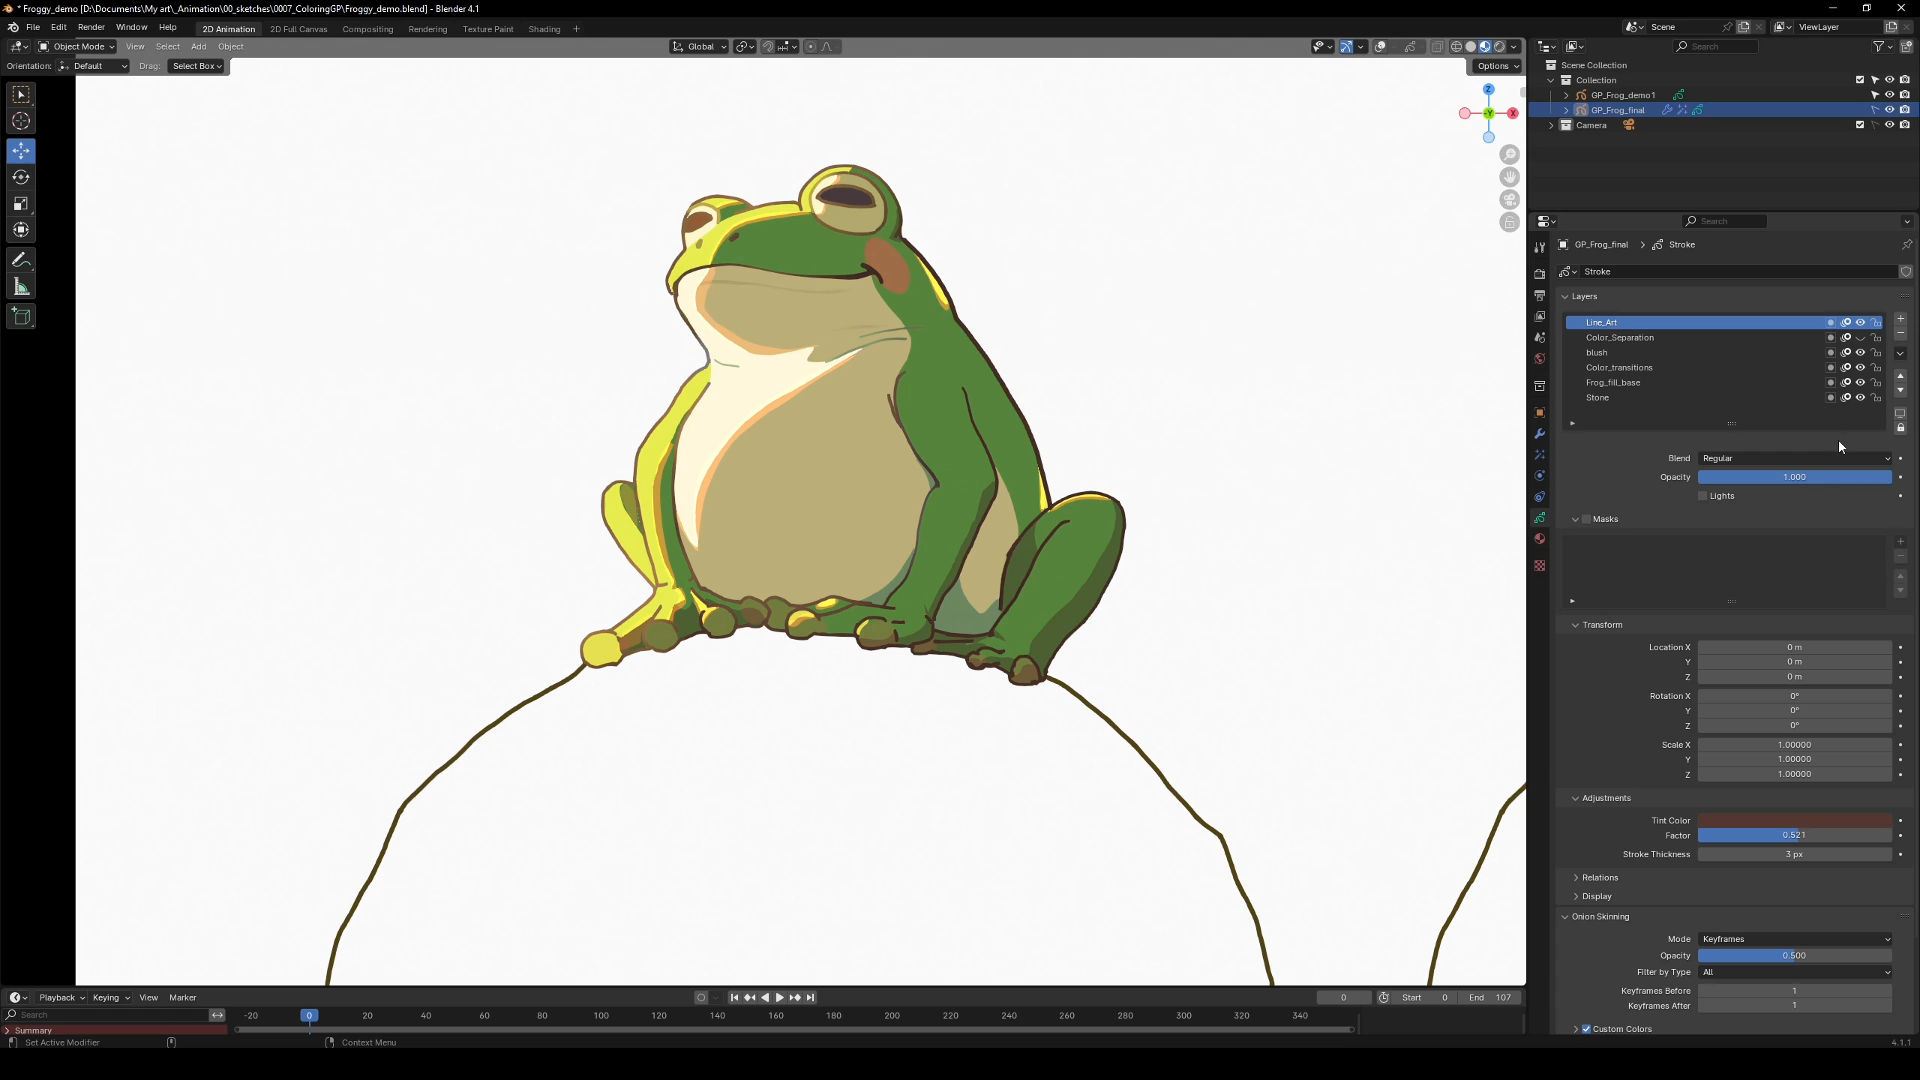 * Froggy_demo [D:\Documents\My art\_Animation\00_sketches\0007_ColoringGP\Froggy_demo.blend] - Blender 4.1
File Edit Render Window Help 2D Animation 2D Full Canvas Compositing Rendering Texture Paint Shading + Scene ViewLayer
Object Mode View Select Add Object Global Search
Orientation: Default Drag: Select Box Options
Scene Collection
Collection
GP_Frog_demo1
GP_Frog_final
Camera
Z
-Y X
Search
GP_Frog_final > Stroke
Stroke
Layers
Line_Art
Color_Separation
blush
Color_transitions
Frog_fill_base
Stone
Blend Regular
Opacity 1.000
Lights
Masks
Transform
Location X 0 m
Y 0 m
Z 0 m
Rotation X 0°
Y 0°
Z 0°
Scale X 1.00000
Y 1.00000
Z 1.00000
Adjustments
Tint Color
Factor 0.521
Stroke Thickness 3 px
Relations
Display
Onion Skinning
Mode Keyframes
Opacity 0.500
Filter by Type All
Keyframes Before 1
Keyframes After 1
Custom Colors
Playback Keying View Marker 0 Start 0 End 107
Search -20 0 20 40 60 80 100 120 140 160 180 200 220 240 260 280 300 320 340
Summary
Set Active Modifier Context Menu 4.1.1